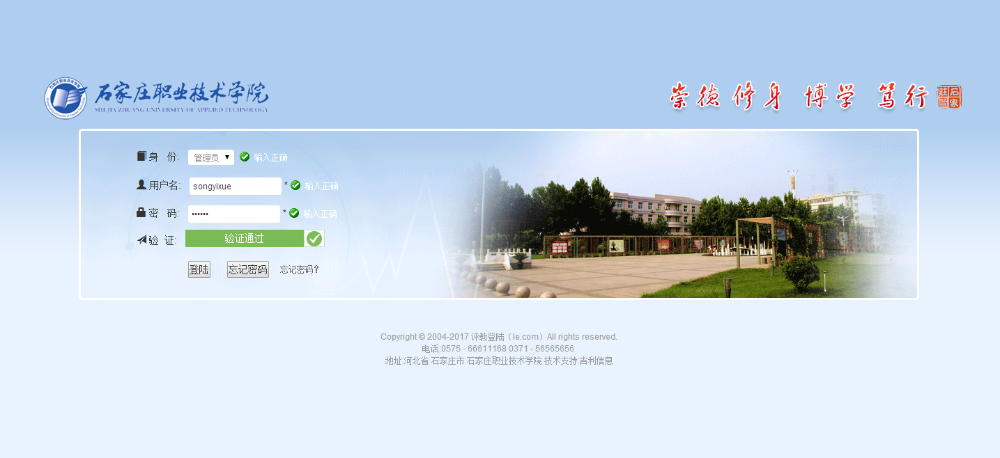 石家庄职业技术学院
SHI JIA ZHUANG UNIVERSITY OF APPLIED TECHNOLOGY
崇德 修身 博学 笃行
石家
身 份: 管理员 ▼ 输入正确
用户名: songyixue * 输入正确
密 码: •••••• * 输入正确
验 证: 验证通过
登陆 忘记密码 忘记密码?
Copyright © 2004-2017 评教登陆（le.com）All rights reserved.
电话:0575 - 66611168 0371 - 56565656
地址:河北省 石家庄市 石家庄职业技术学院 技术支持:吉利信息